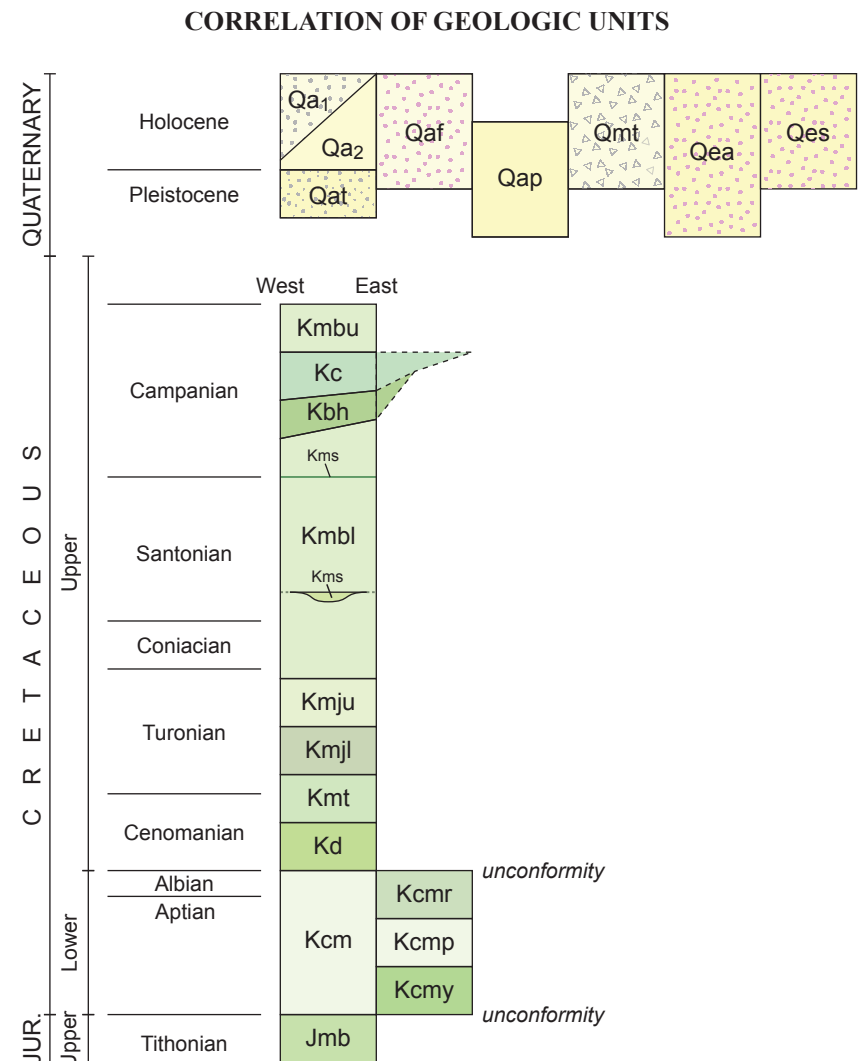 CORRELATION OF GEOLOGIC UNITS
QUATERNARY
Holocene
Pleistocene
Qa1
Qa2
Qat
Qaf
Qap
Qmt
Qea
Qes
West East
CRETACEOUS
Upper
Campanian
Santonian
Coniacian
Turonian
Cenomanian
Kmbu
Kc
Kbh
Kms
Kmbl
Kms
Kmju
Kmjl
Kmt
Kd
unconformity
Lower
Albian
Aptian
Kcm
Kcmr
Kcmp
Kcmy
unconformity
JUR.
Upper
Tithonian
Jmb